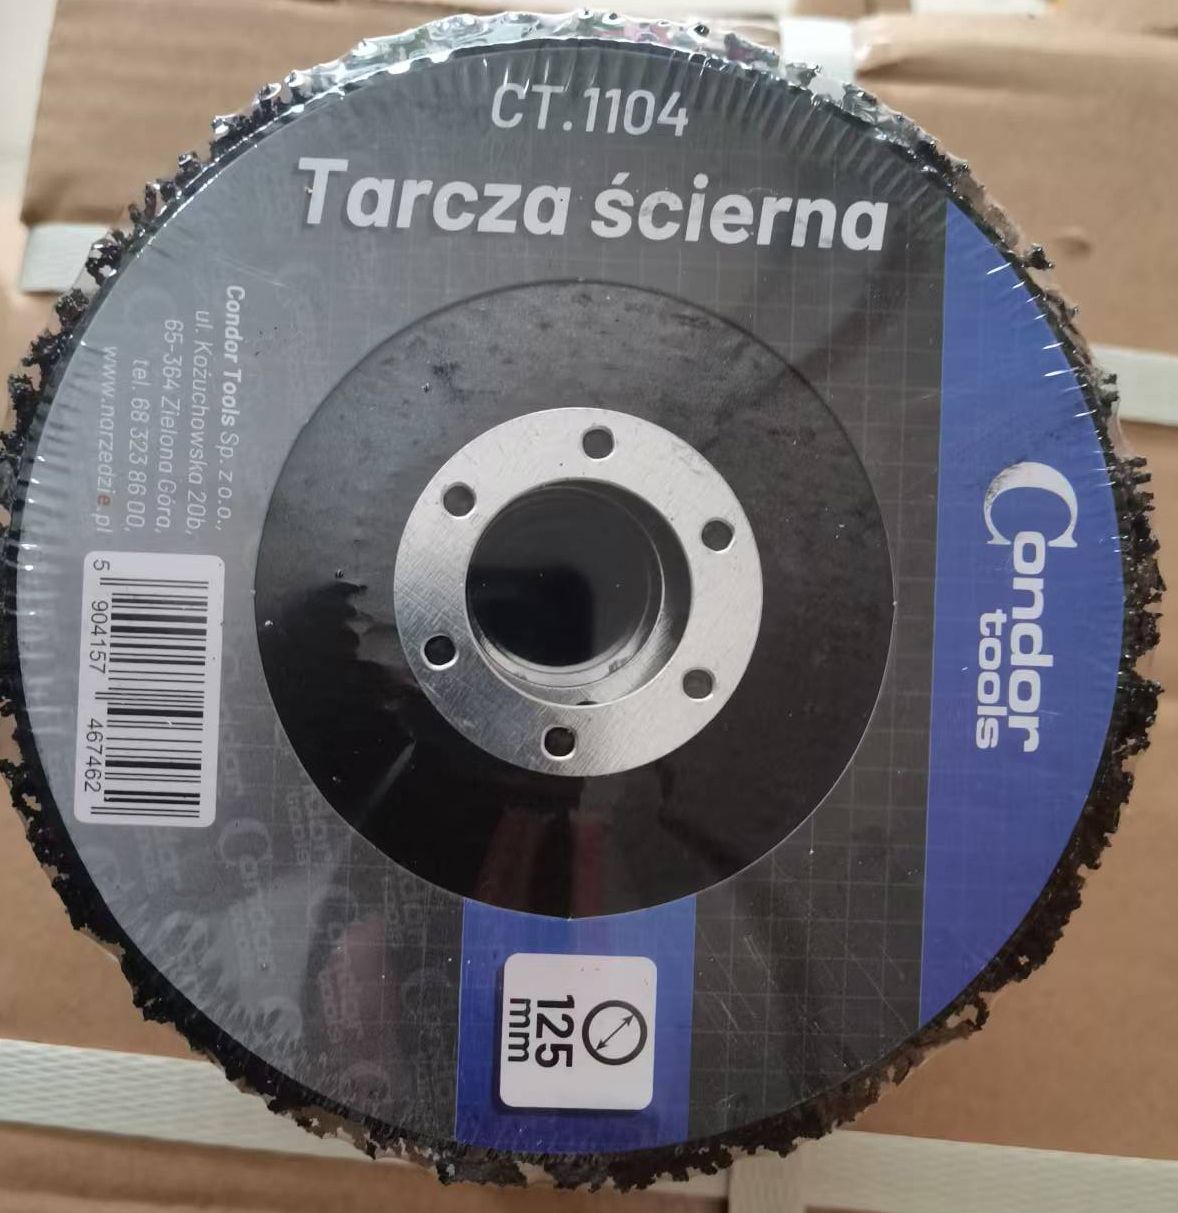 CT.1104
Tarcza ścierna
Condor Tools Sp. z o.o.,
ul. Kożuchowska 20b,
65-364 Zielona Góra,
tel. 68 323 86 00,
www.narzedzie.pl
5 904157 467462
Condor
tools
125
mm